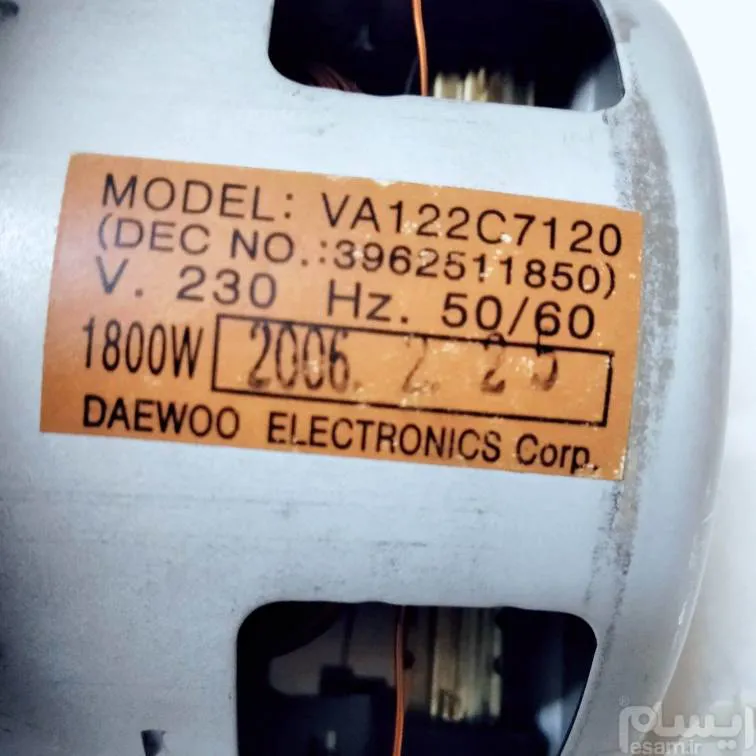 MODEL: VA122C7120
(DEC NO.:3962511850)
V. 230 Hz. 50/60
1800W 2006. 2. 25
DAEWOO ELECTRONICS Corp.
ایسام
esam.ir